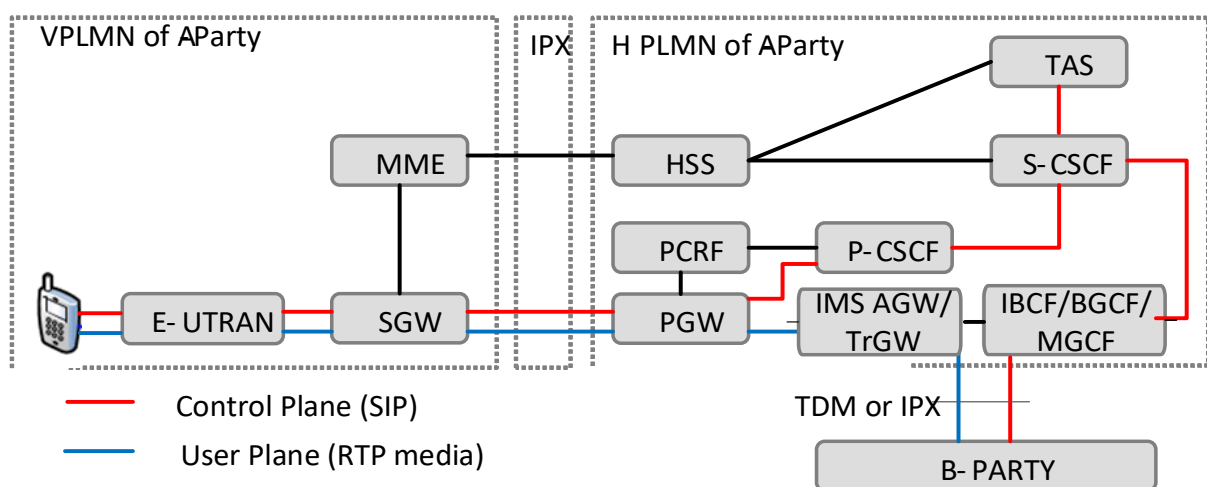 VPLMN of AParty
IPX
H PLMN of AParty
TAS
MME
HSS
S- CSCF
PCRF
P- CSCF
E- UTRAN
SGW
PGW
IMS AGW/
TrGW
IBCF/BGCF/
MGCF
Control Plane (SIP)
TDM or IPX
User Plane (RTP media)
B- PARTY